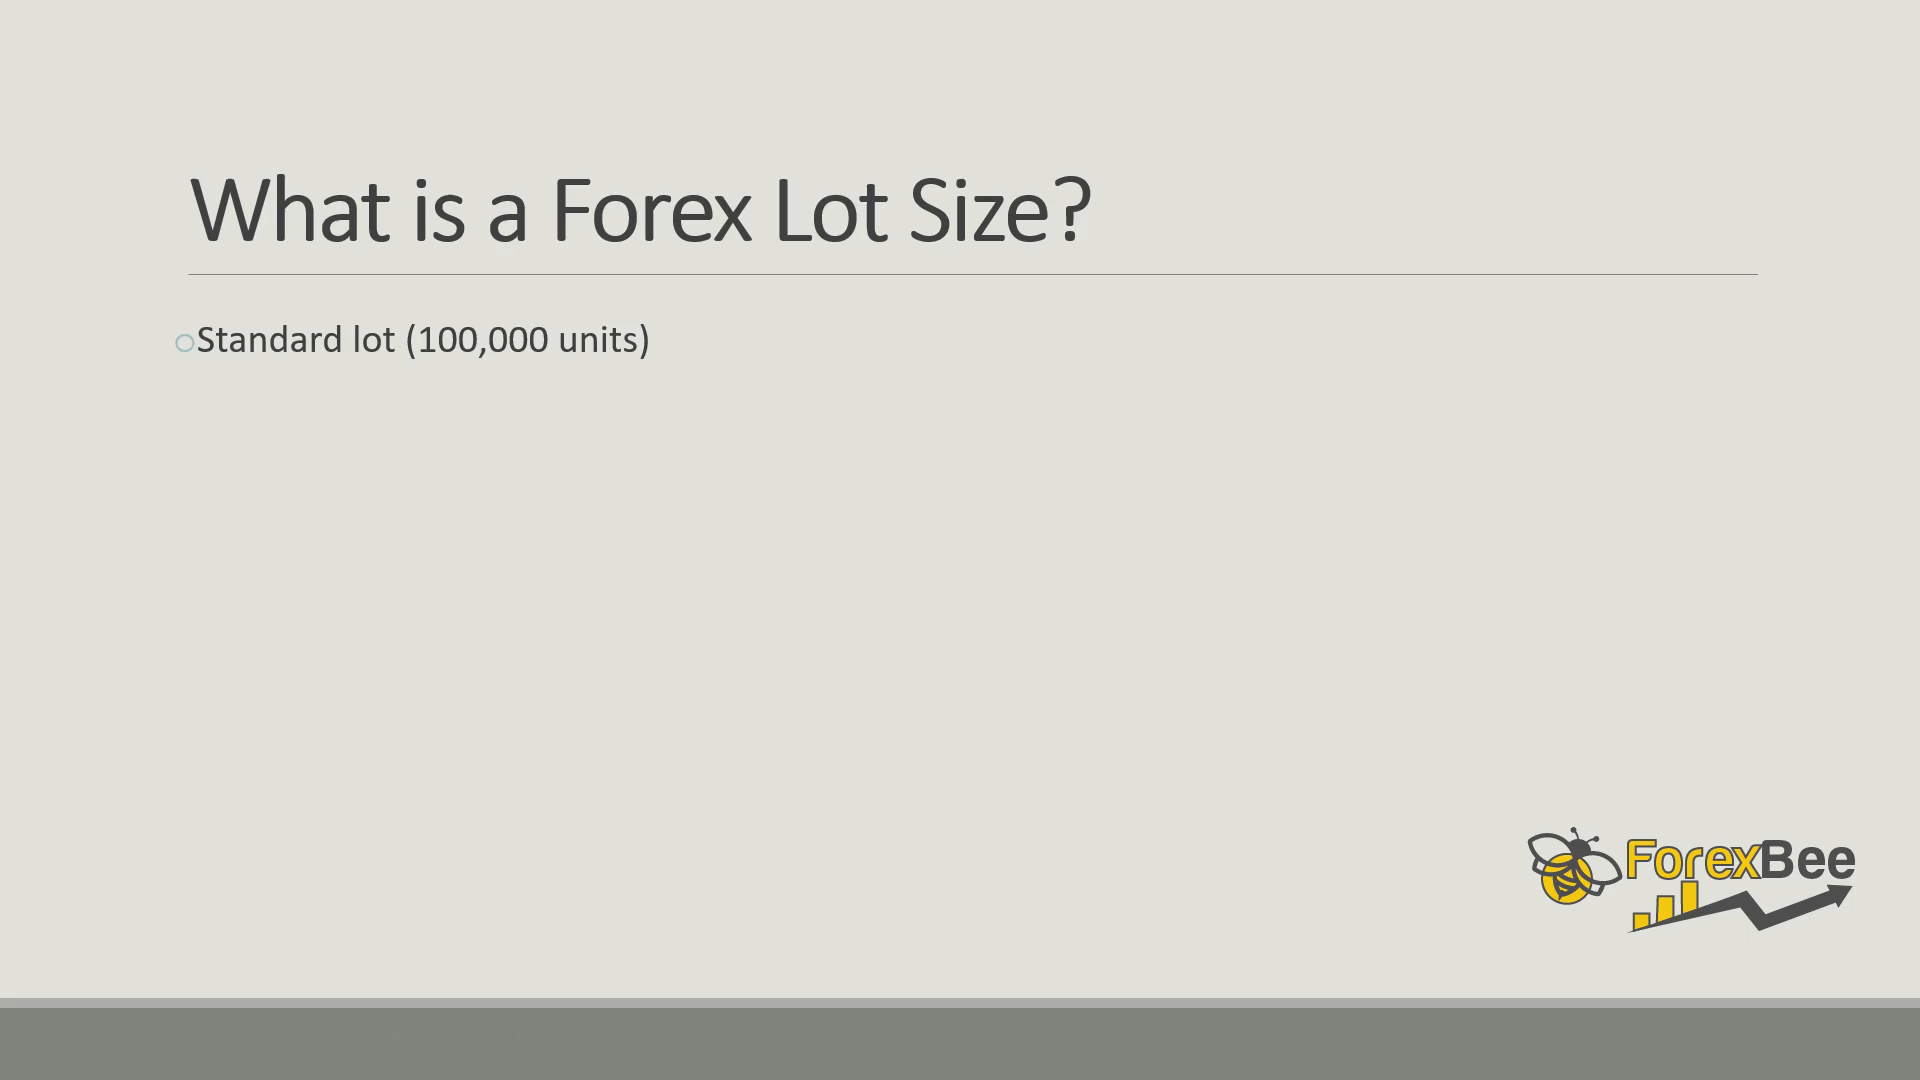 What is a Forex Lot Size?
Standard lot (100,000 units)
ForexBee